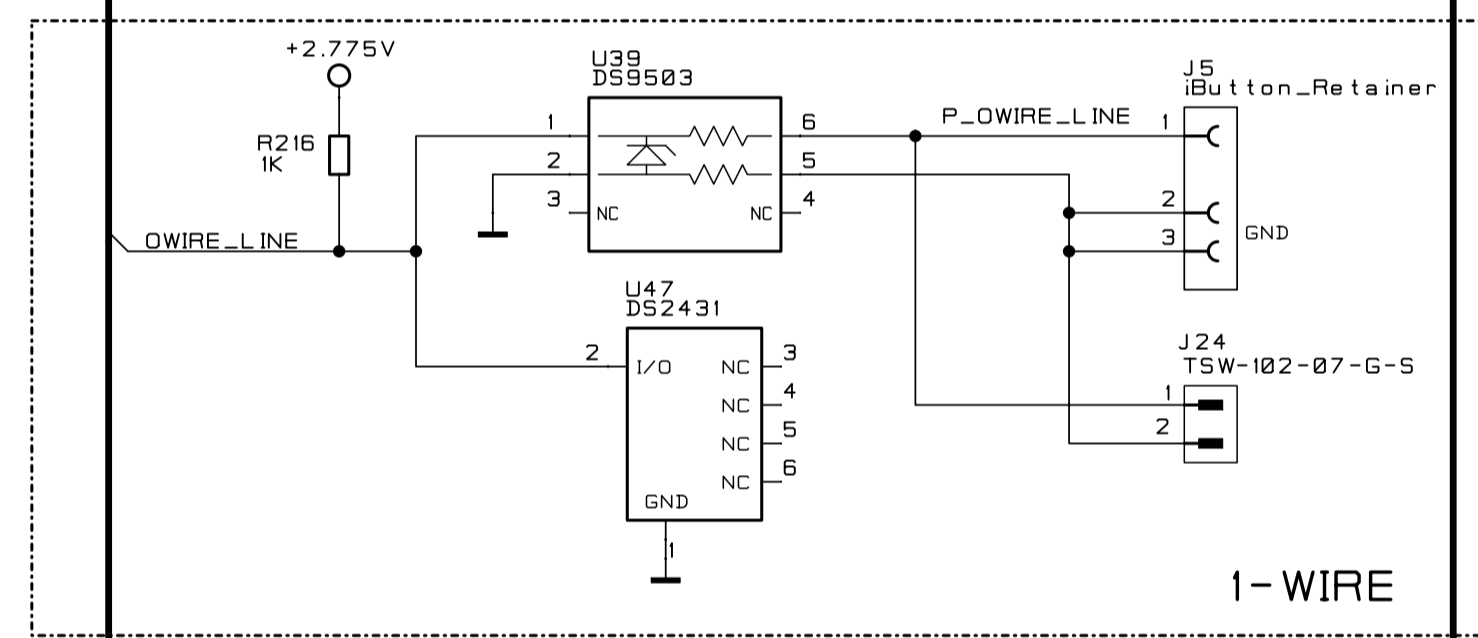 +2.775V
R216
1K
OWIRE_LINE
U39
DS9503
1
2
3
NC
NC
6
5
4
P_OWIRE_LINE
J5
iButton_Retainer
1
2
3
GND
U47
DS2431
2
I/O
NC
3
NC
4
NC
5
NC
6
GND
1
J24
TSW-102-07-G-S
1
2
1-WIRE